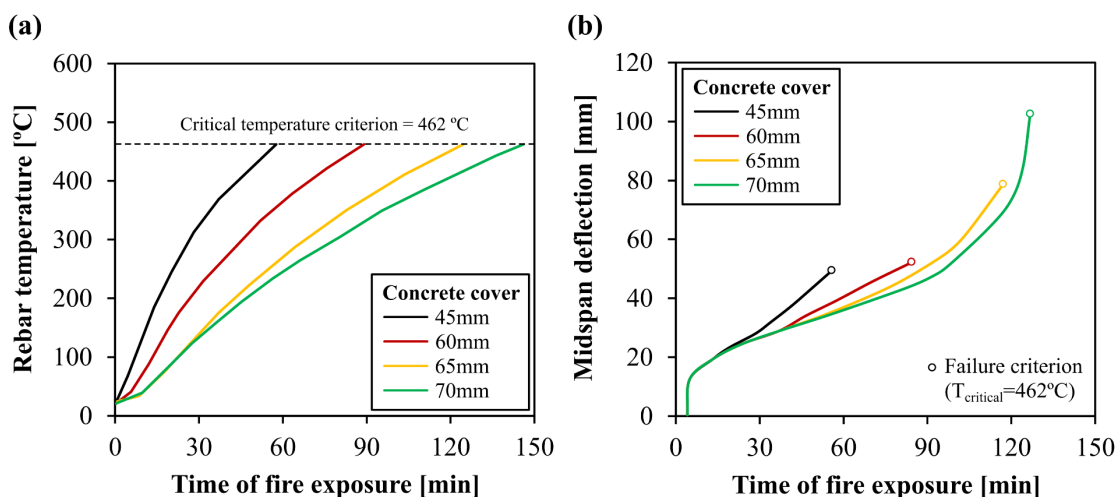 (a)
600
500
400
300
200
100
0
Rebar temperature [ºC]
Critical temperature criterion = 462 ºC
Concrete cover
45mm
60mm
65mm
70mm
0 30 60 90 120 150
Time of fire exposure [min]
(b)
120
100
80
60
40
20
0
Midspan deflection [mm]
Concrete cover
45mm
60mm
65mm
70mm
Failure criterion
(Tcritical=462ºC)
0 30 60 90 120 150
Time of fire exposure [min]